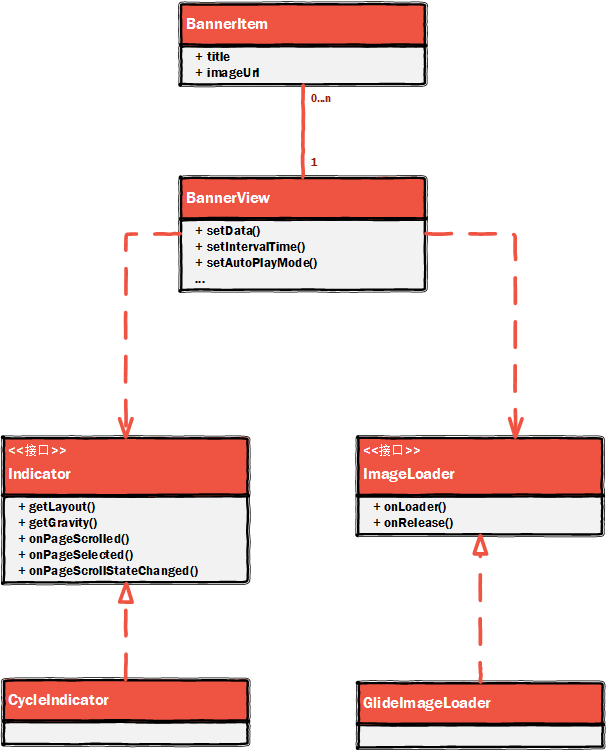 BannerItem
+ title
+ imageUrl
0...n
1
BannerView
+ setData()
+ setIntervalTime()
+ setAutoPlayMode()
...
<<接口>>
Indicator
+ getLayout()
+ getGravity()
+ onPageScrolled()
+ onPageSelected()
+ onPageScrollStateChanged()
<<接口>>
ImageLoader
+ onLoader()
+ onRelease()
CycleIndicator
GlideImageLoader